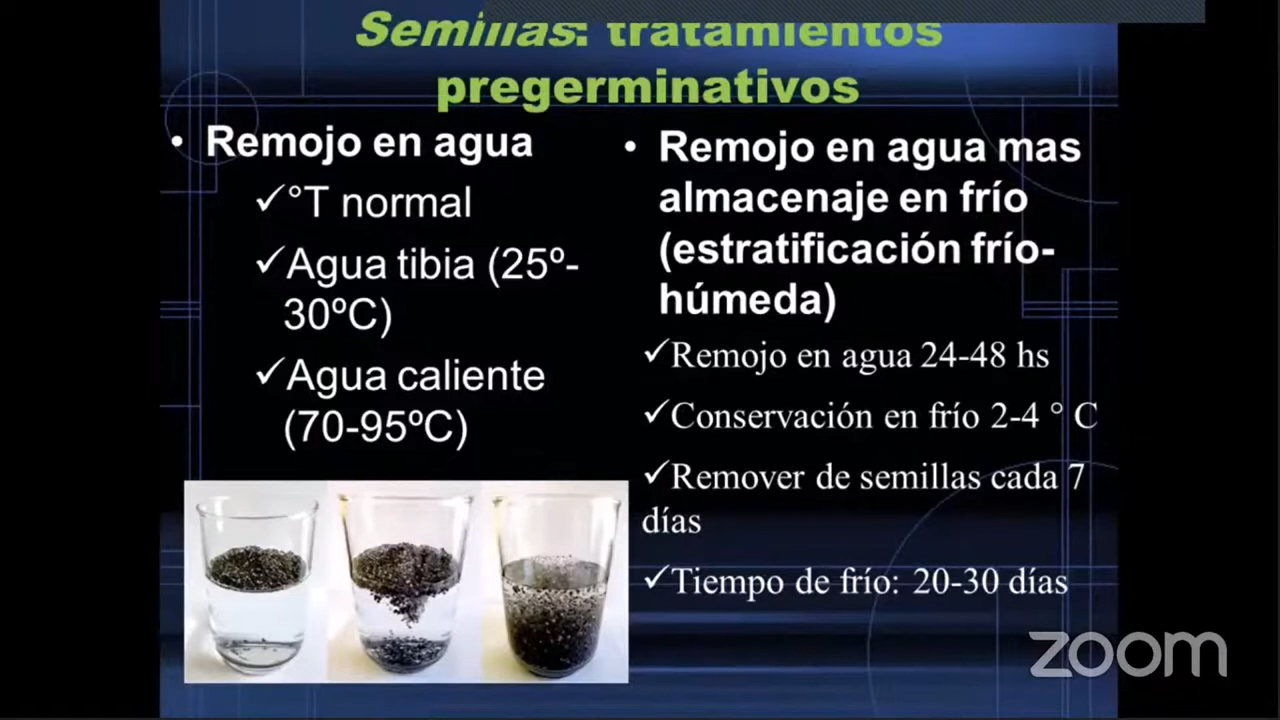 Semillas: tratamientos
pregerminativos
• Remojo en agua
✓°T normal
✓Agua tibia (25º-
30ºC)
✓Agua caliente
(70-95ºC)
• Remojo en agua mas
almacenaje en frío
(estratificación frío-
húmeda)
✓Remojo en agua 24-48 hs
✓Conservación en frío 2-4 ° C
✓Remover de semillas cada 7
días
✓Tiempo de frío: 20-30 días
zoom